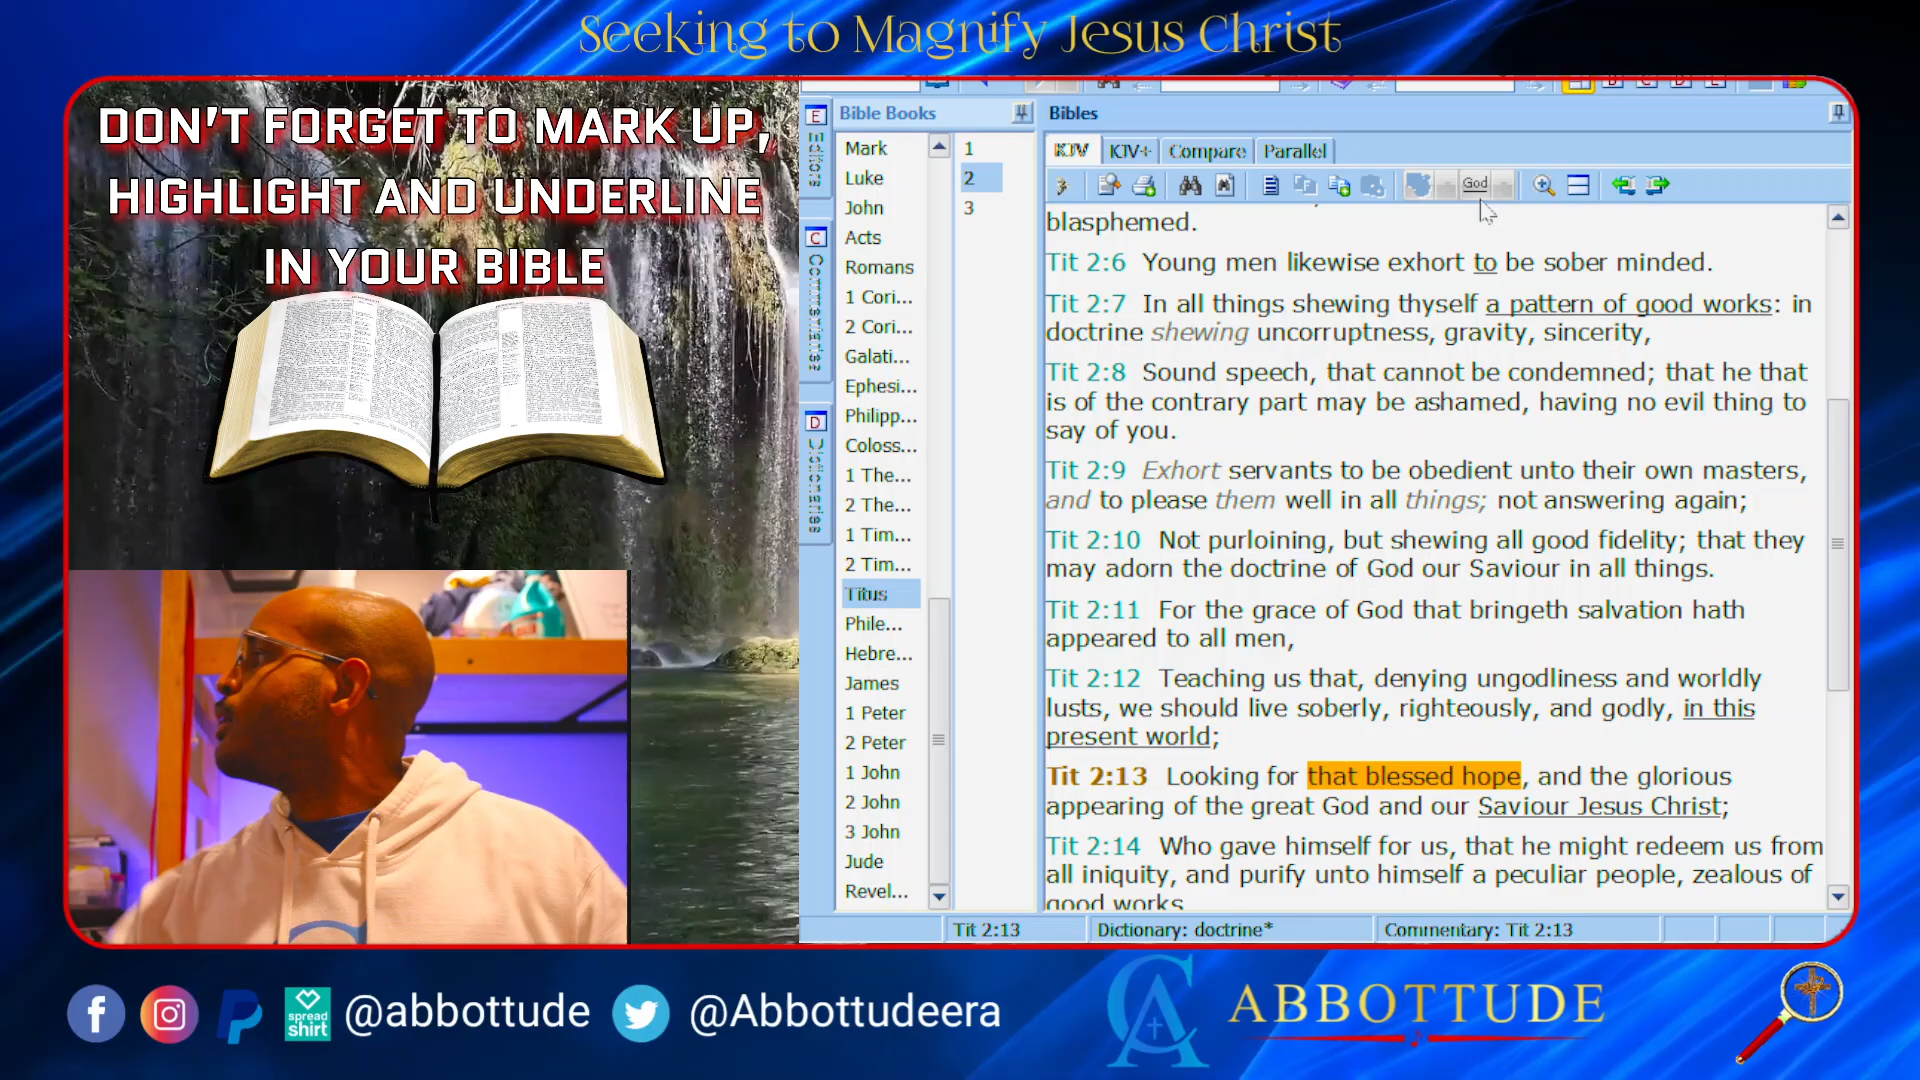 Seeking to Magnify Jesus Christ
DON'T FORGET TO MARK UP,
HIGHLIGHT AND UNDERLINE
IN YOUR BIBLE
E
Editors
C
Commentaries
D
Dictionaries
Bible Books
Mark
Luke
John
Acts
Romans
1 Cori...
2 Cori...
Galati...
Ephesi...
Philipp...
Coloss...
1 The...
2 The...
1 Tim...
2 Tim...
Titus
Phile...
Hebre...
James
1 Peter
2 Peter
1 John
2 John
3 John
Jude
Revel...
1
2
3
Bibles
KJV KJV+ Compare Parallel
God
blasphemed.
Tit 2:6 Young men likewise exhort to be sober minded.
Tit 2:7 In all things shewing thyself a pattern of good works: in
doctrine shewing uncorruptness, gravity, sincerity,
Tit 2:8 Sound speech, that cannot be condemned; that he that
is of the contrary part may be ashamed, having no evil thing to
say of you.
Tit 2:9 Exhort servants to be obedient unto their own masters,
and to please them well in all things; not answering again;
Tit 2:10 Not purloining, but shewing all good fidelity; that they
may adorn the doctrine of God our Saviour in all things.
Tit 2:11 For the grace of God that bringeth salvation hath
appeared to all men,
Tit 2:12 Teaching us that, denying ungodliness and worldly
lusts, we should live soberly, righteously, and godly, in this
present world;
Tit 2:13 Looking for that blessed hope, and the glorious
appearing of the great God and our Saviour Jesus Christ;
Tit 2:14 Who gave himself for us, that he might redeem us from
all iniquity, and purify unto himself a peculiar people, zealous of
good works
Tit 2:13 Dictionary: doctrine* Commentary: Tit 2:13
spread
shirt
@abbottude @Abbottudeera
CA
ABBOTTUDE